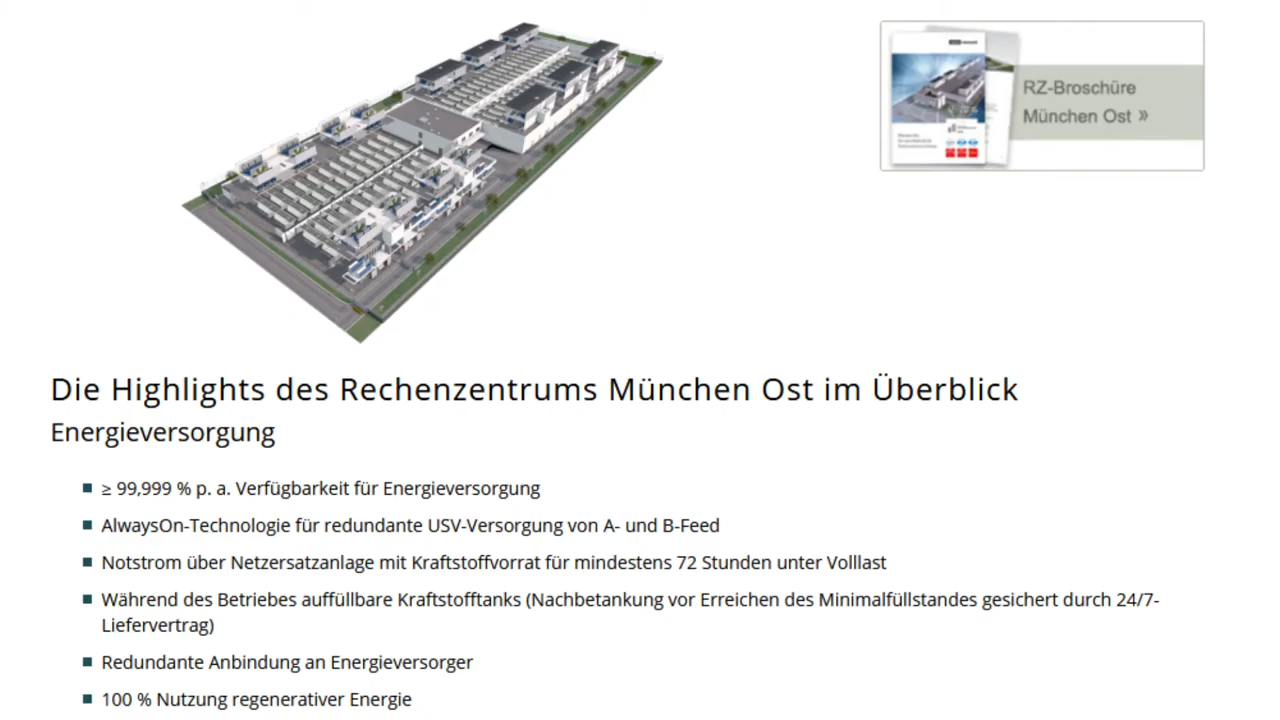 RZ-Broschüre
München Ost »
Die Highlights des Rechenzentrums München Ost im Überblick
Energieversorgung
≥ 99,999 % p. a. Verfügbarkeit für Energieversorgung
AlwaysOn-Technologie für redundante USV-Versorgung von A- und B-Feed
Notstrom über Netzersatzanlage mit Kraftstoffvorrat für mindestens 72 Stunden unter Volllast
Während des Betriebes auffüllbare Kraftstofftanks (Nachbetankung vor Erreichen des Minimalfüllstandes gesichert durch 24/7-
Liefervertrag)
Redundante Anbindung an Energieversorger
100 % Nutzung regenerativer Energie